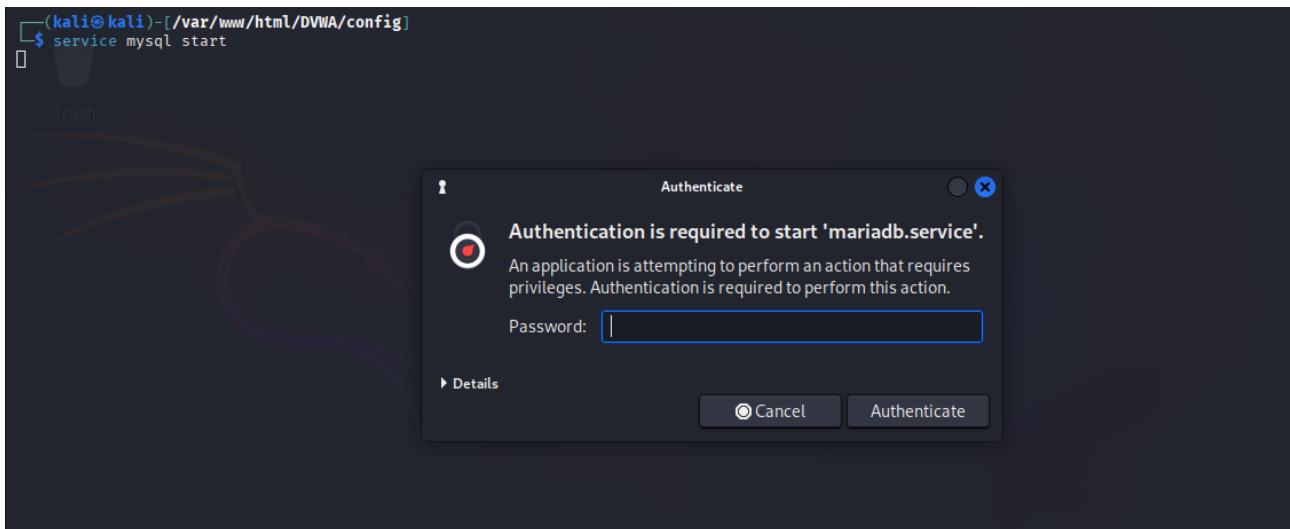 ┌──(kali㉿kali)-[/var/www/html/DVWA/config]
└─$ service mysql start
Trash
Authenticate
Authentication is required to start 'mariadb.service'.
An application is attempting to perform an action that requires
privileges. Authentication is required to perform this action.
Password:
Details
Cancel Authenticate